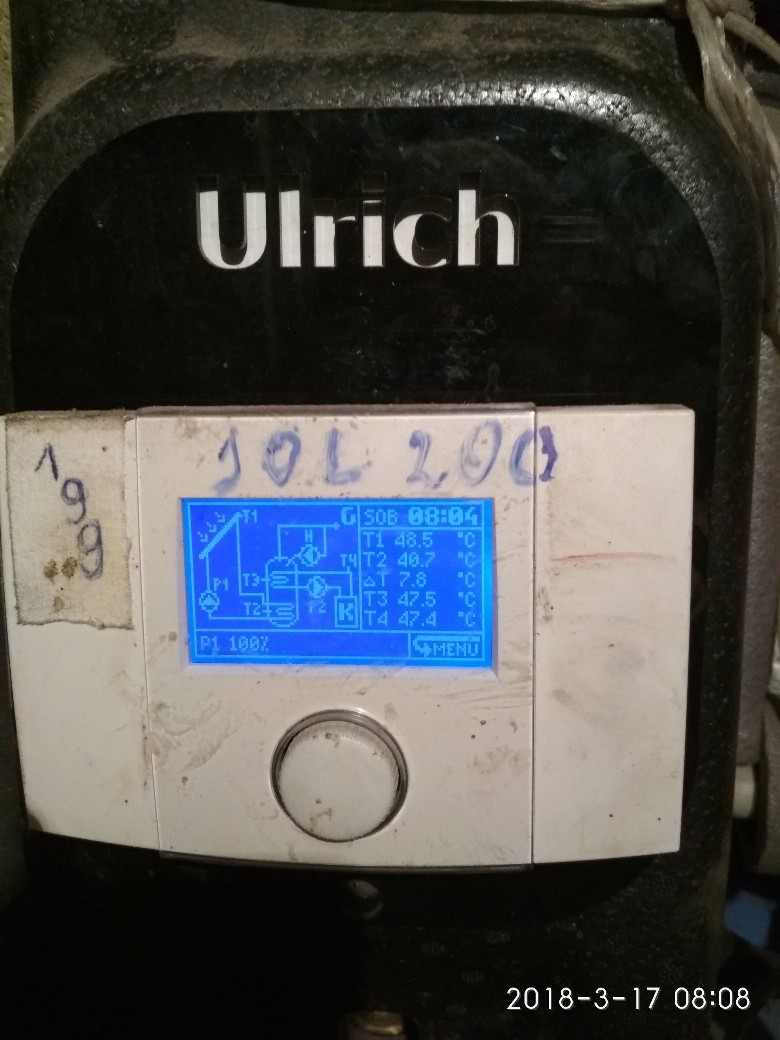 Ulrich
SOL 200
1
9
9
T1
G
SOB 08:04
T1 48.5 °C
H
T2 40.7 °C
T4
ΔT 7.8 °C
T3
P1
P2
T3 47.5 °C
K
T2
T4 47.4 °C
P1 100%
MENU
2018-3-17 08:08